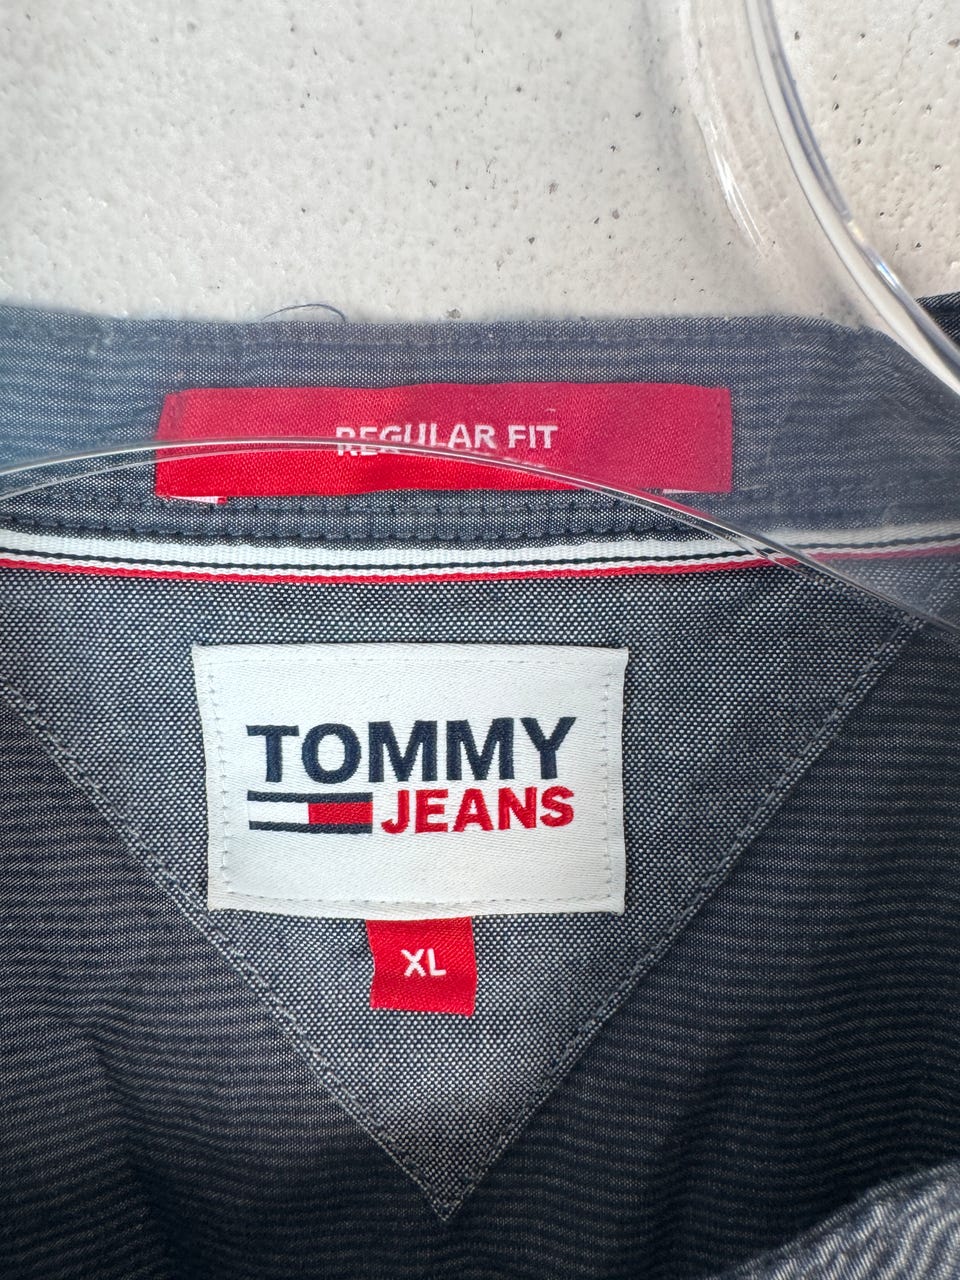 REGULAR FIT
TOMMY
JEANS
XL